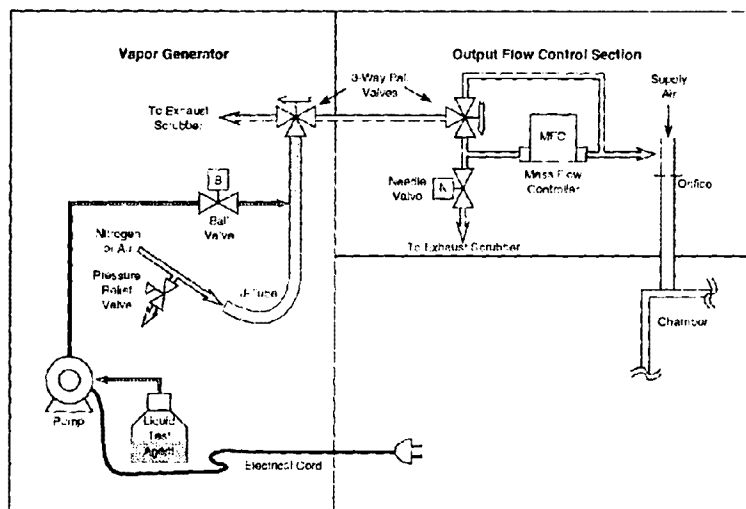 Vapor Generator
Output Flow Control Section
3-Way Pat.
Valves
Supply
Air
To Exhaust
Scrubber
MFC
Mass Flow
Controller
Orifice
B
Ball
Valve
Needle
Valve
N
To Exhaust Scrubber
Nitrogen
or Air
Pressure
Relief
Valve
J-Tube
Chamber
Pump
Liquid
Test
Agent
Electrical Cord